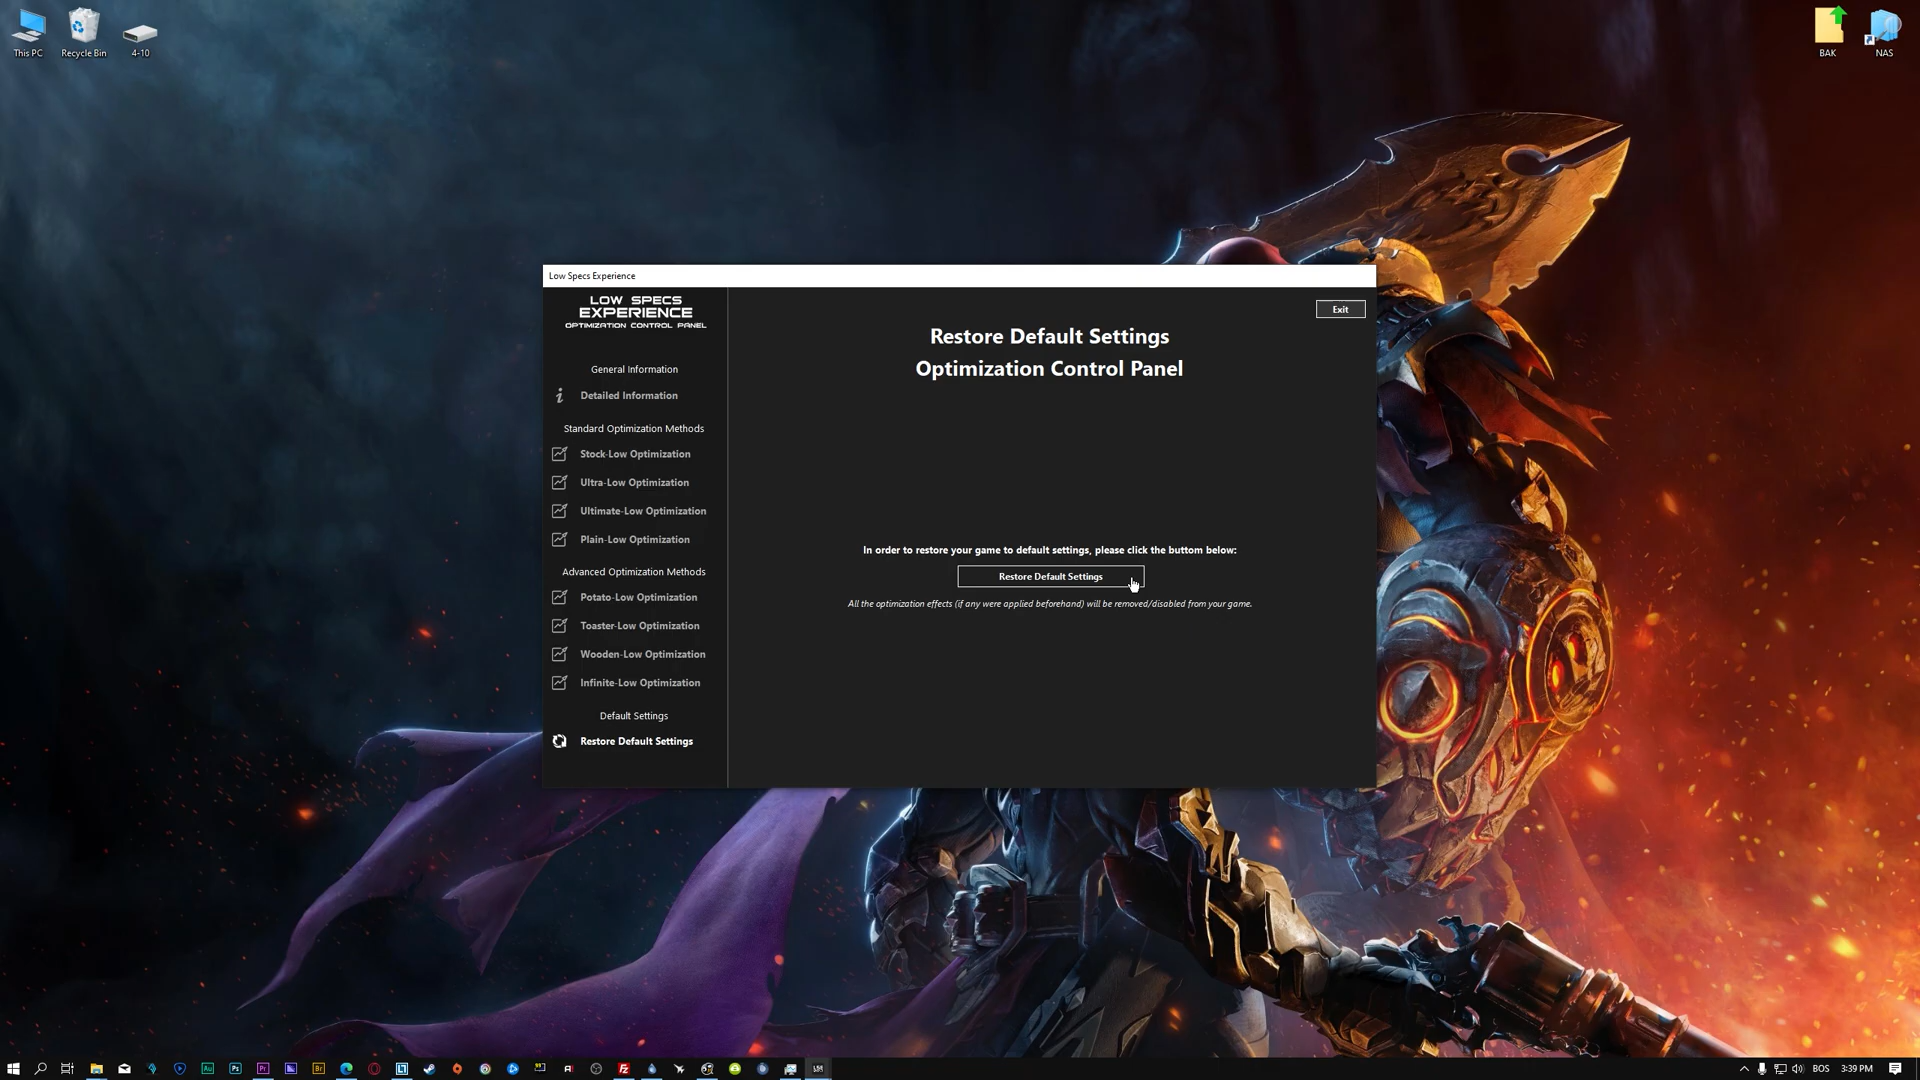 This PC
Recycle Bin
4-10
BAK
NAS
Low Specs Experience
LOW SPECS
EXPERIENCE
OPTIMIZATION CONTROL PANEL
General Information
Detailed Information
Standard Optimization Methods
Stock-Low Optimization
Ultra-Low Optimization
Ultimate-Low Optimization
Plain-Low Optimization
Advanced Optimization Methods
Potato-Low Optimization
Toaster-Low Optimization
Wooden-Low Optimization
Infinite-Low Optimization
Default Settings
Restore Default Settings
Exit
Restore Default Settings
Optimization Control Panel
In order to restore your game to default settings, please click the buttom below:
Restore Default Settings
All the optimization effects (if any were applied beforehand) will be removed/disabled from your game.
Au
Ps
Pr
Br
Fz
BOS
3:39 PM